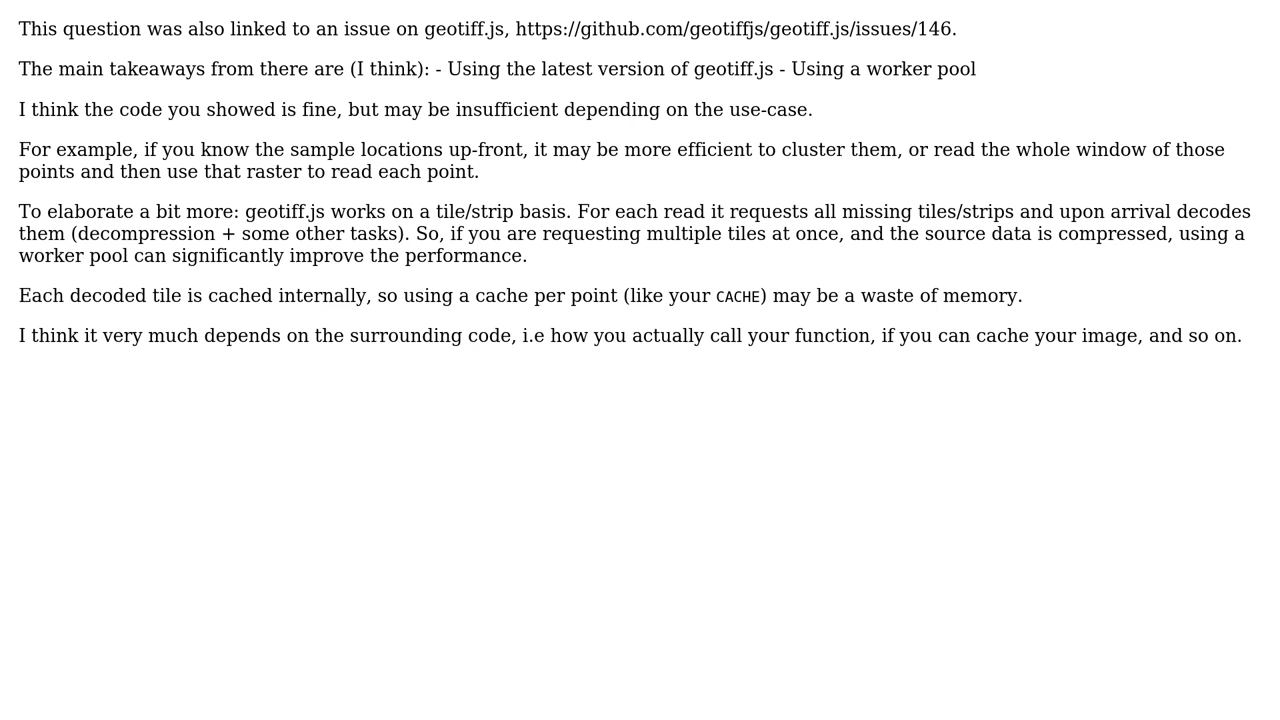 This question was also linked to an issue on geotiff.js, https://github.com/geotiffjs/geotiff.js/issues/146.
The main takeaways from there are (I think): - Using the latest version of geotiff.js - Using a worker pool
I think the code you showed is fine, but may be insufficient depending on the use-case.
For example, if you know the sample locations up-front, it may be more efficient to cluster them, or read the whole window of those
points and then use that raster to read each point.
To elaborate a bit more: geotiff.js works on a tile/strip basis. For each read it requests all missing tiles/strips and upon arrival decodes
them (decompression + some other tasks). So, if you are requesting multiple tiles at once, and the source data is compressed, using a
worker pool can significantly improve the performance.
Each decoded tile is cached internally, so using a cache per point (like your CACHE) may be a waste of memory.
I think it very much depends on the surrounding code, i.e how you actually call your function, if you can cache your image, and so on.